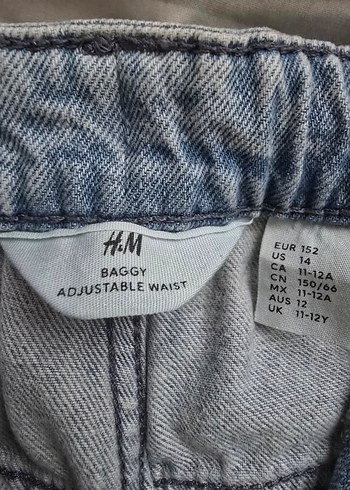 H&M
BAGGY
ADJUSTABLE WAIST
EUR 152
US 14
CA 11-12A
CN 150/66
MX 11-12A
AUS 12
UK 11-12Y